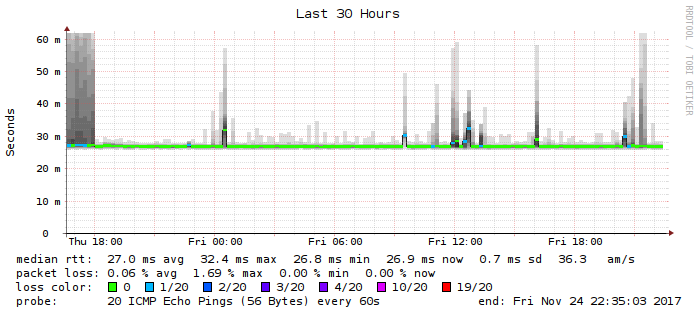 Last 30 Hours
RRDTOOL / TOBI OETIKER
Seconds
60 m
50 m
40 m
30 m
20 m
10 m
0
Thu 18:00 Fri 00:00 Fri 06:00 Fri 12:00 Fri 18:00
median rtt: 27.0 ms avg 32.4 ms max 26.8 ms min 26.9 ms now 0.7 ms sd 36.3 am/s
packet loss: 0.06 % avg 1.69 % max 0.00 % min 0.00 % now
loss color: 0 1/20 2/20 3/20 4/20 10/20 19/20
probe: 20 ICMP Echo Pings (56 Bytes) every 60s end: Fri Nov 24 22:35:03 2017